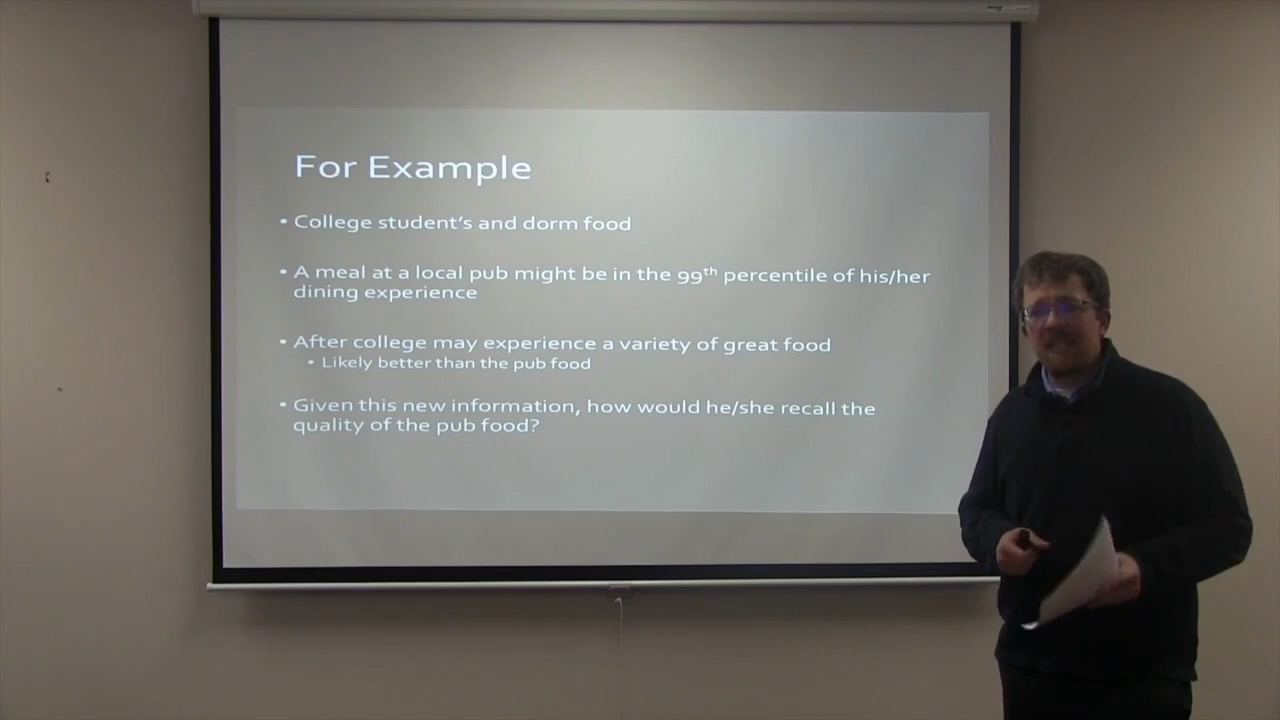 For Example
• College student's and dorm food
• A meal at a local pub might be in the 99th percentile of his/her
dining experience
• After college may experience a variety of great food
• Likely better than the pub food
• Given this new information, how would he/she recall the
quality of the pub food?